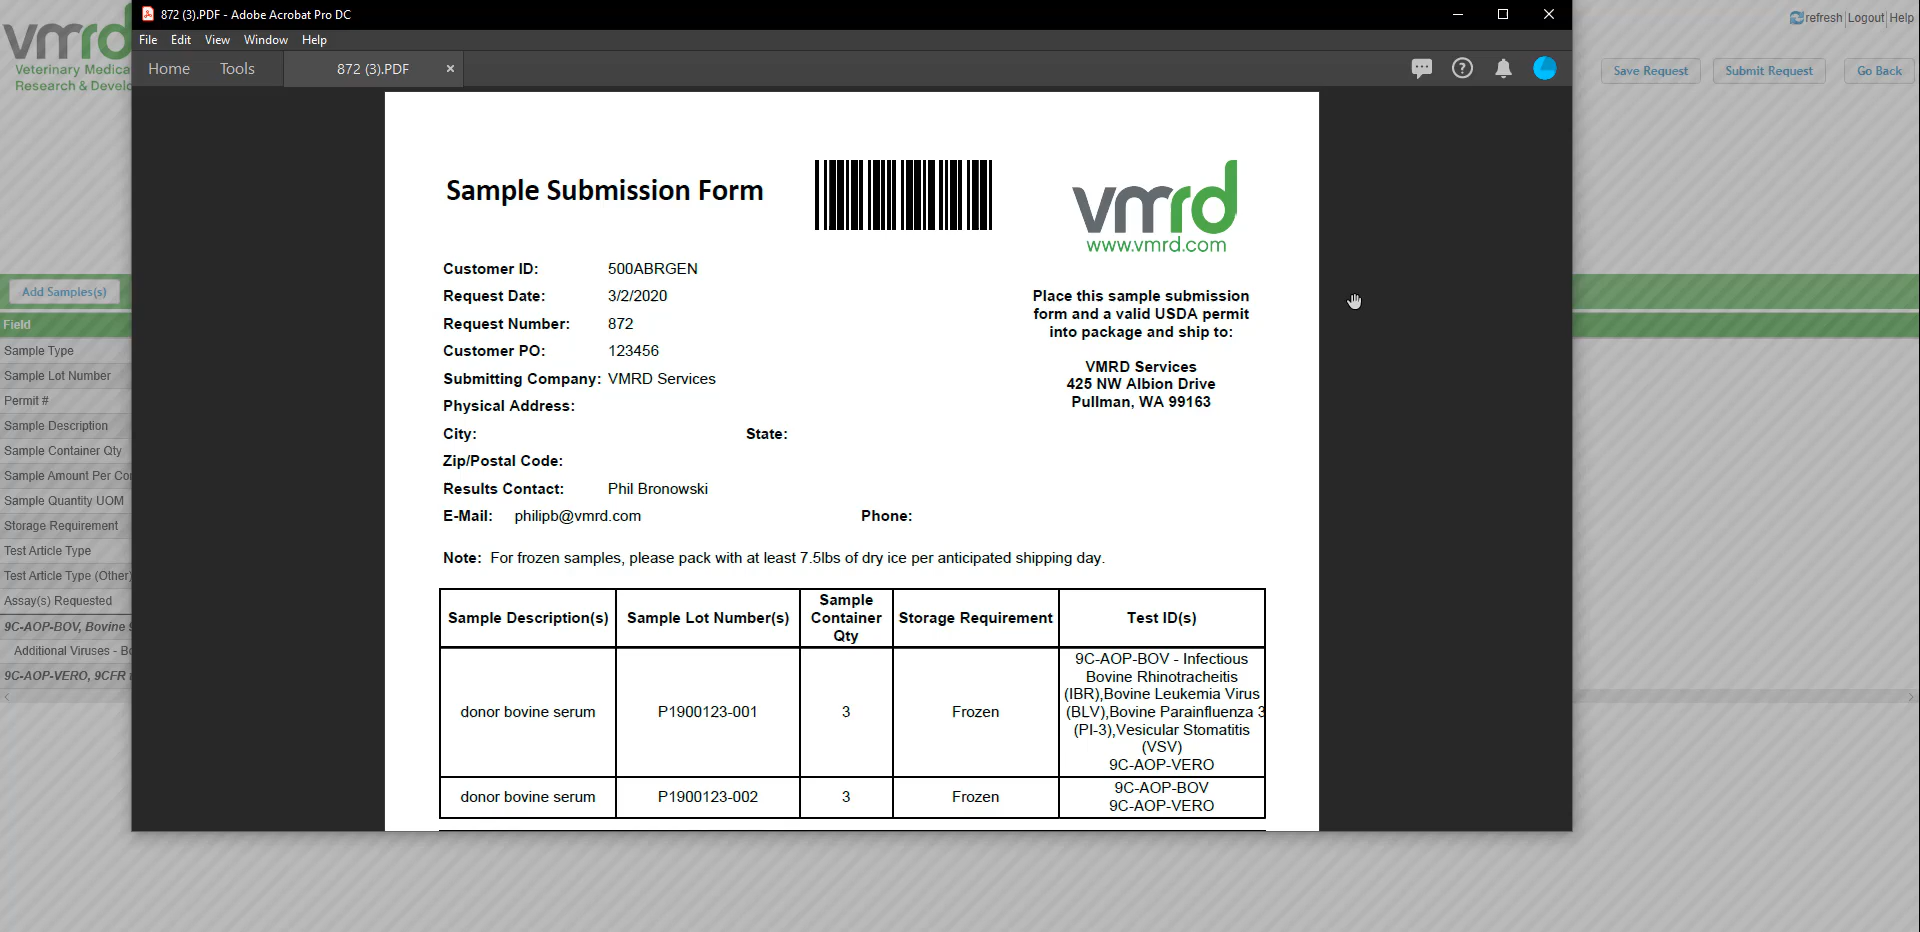 872 (3).PDF - Adobe Acrobat Pro DC
File Edit View Window Help
Home Tools 872 (3).PDF
vmrd
Veterinary Medica
Research & Develo
refresh Logout Help
Save Request Submit Request Go Back
Add Samples(s)
Field
Sample Type
Sample Lot Number
Permit #
Sample Description
Sample Container Qty
Sample Amount Per Co
Sample Quantity UOM
Storage Requirement
Test Article Type
Test Article Type (Other)
Assay(s) Requested
9C-AOP-BOV, Bovine
Additional Viruses - B
9C-AOP-VERO, 9CFR
Sample Submission Form
vmrd
www.vmrd.com
Customer ID: 500ABRGEN
Request Date: 3/2/2020
Request Number: 872
Customer PO: 123456
Submitting Company: VMRD Services
Physical Address:
City: State:
Zip/Postal Code:
Results Contact: Phil Bronowski
E-Mail: philipb@vmrd.com Phone:
Place this sample submission
form and a valid USDA permit
into package and ship to:
VMRD Services
425 NW Albion Drive
Pullman, WA 99163
Note: For frozen samples, please pack with at least 7.5lbs of dry ice per anticipated shipping day.
Sample Description(s) Sample Lot Number(s) Sample Container Qty Storage Requirement Test ID(s)
donor bovine serum P1900123-001 3 Frozen
9C-AOP-BOV - Infectious
Bovine Rhinotracheitis
(IBR),Bovine Leukemia Virus
(BLV),Bovine Parainfluenza 3
(PI-3),Vesicular Stomatitis
(VSV)
9C-AOP-VERO
donor bovine serum P1900123-002 3 Frozen
9C-AOP-BOV
9C-AOP-VERO